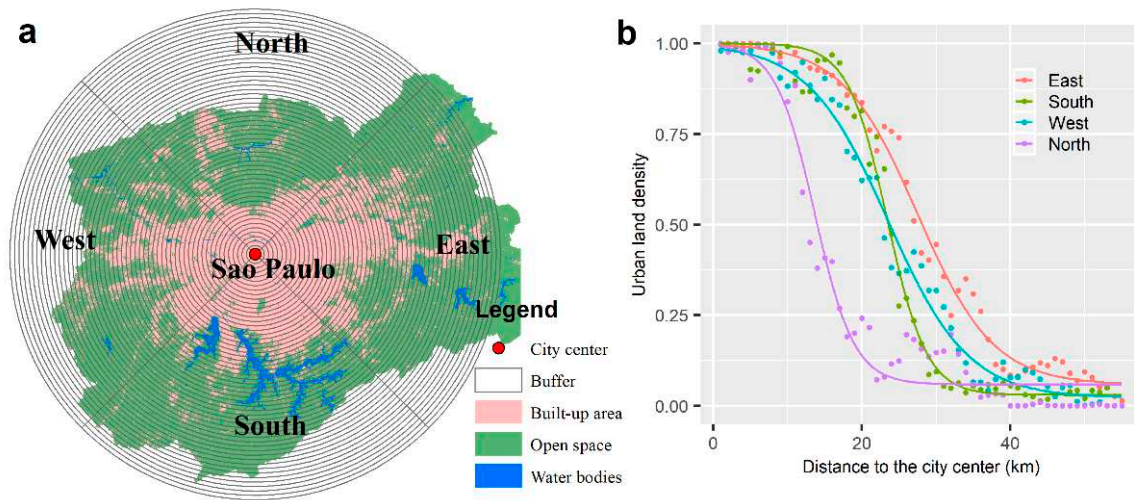 a
North
West
East
Sao Paulo
South
Legend
City center
Buffer
Built-up area
Open space
Water bodies
b
1.00
0.75
0.50
0.25
0.00
Urban land density
East
South
West
North
0
20
40
Distance to the city center (km)